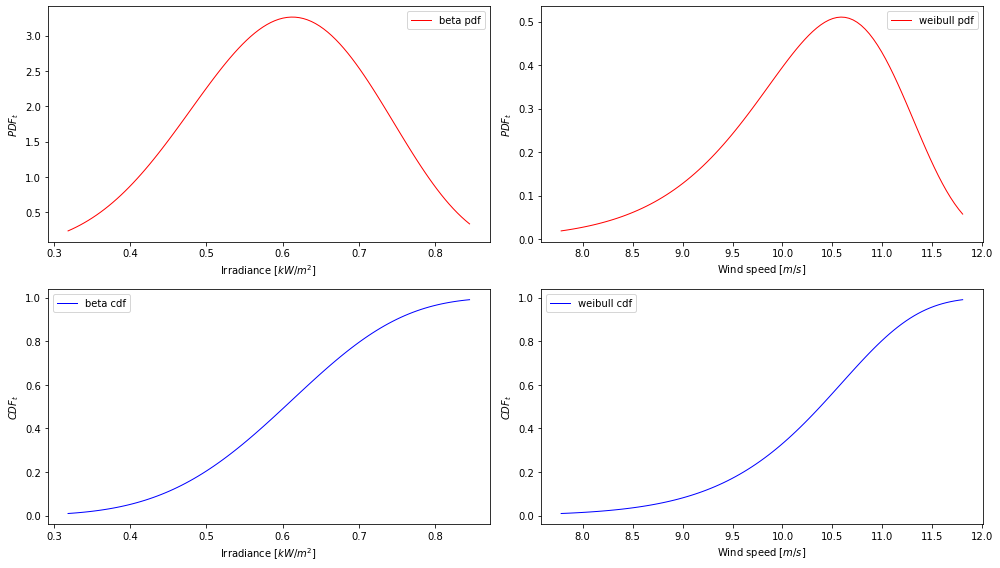 beta pdf
3.0
2.5
2.0
1.5
1.0
0.5
PDF_t
0.3 0.4 0.5 0.6 0.7 0.8
Irradiance [kW/m²]
weibull pdf
0.5
0.4
0.3
0.2
0.1
0.0
PDF_t
8.0 8.5 9.0 9.5 10.0 10.5 11.0 11.5 12.0
Wind speed [m/s]
beta cdf
1.0
0.8
0.6
0.4
0.2
0.0
CDF_t
0.3 0.4 0.5 0.6 0.7 0.8
Irradiance [kW/m²]
weibull cdf
1.0
0.8
0.6
0.4
0.2
0.0
CDF_t
8.0 8.5 9.0 9.5 10.0 10.5 11.0 11.5 12.0
Wind speed [m/s]